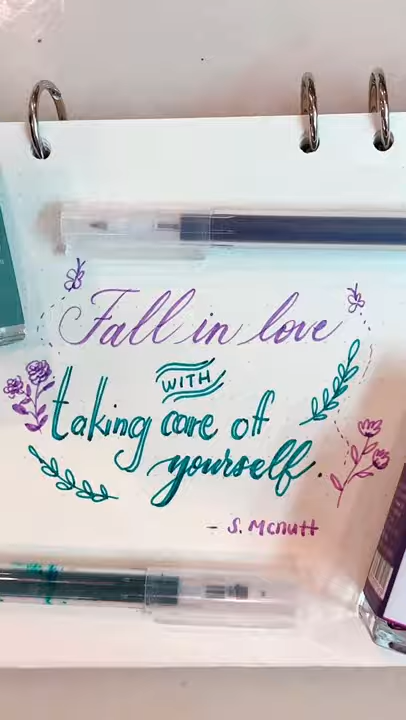 Fall in love
WITH
taking care of
yourself.
- S. Mcnutt